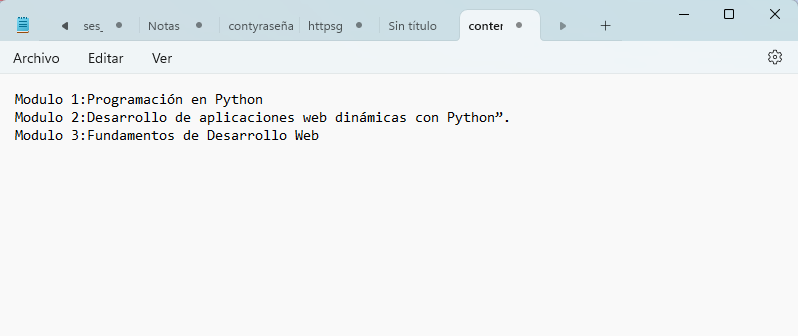 ses_ Notas contyraseña httpsg Sin título conter
Archivo Editar Ver
Modulo 1:Programación en Python
Modulo 2:Desarrollo de aplicaciones web dinámicas con Python”.
Modulo 3:Fundamentos de Desarrollo Web